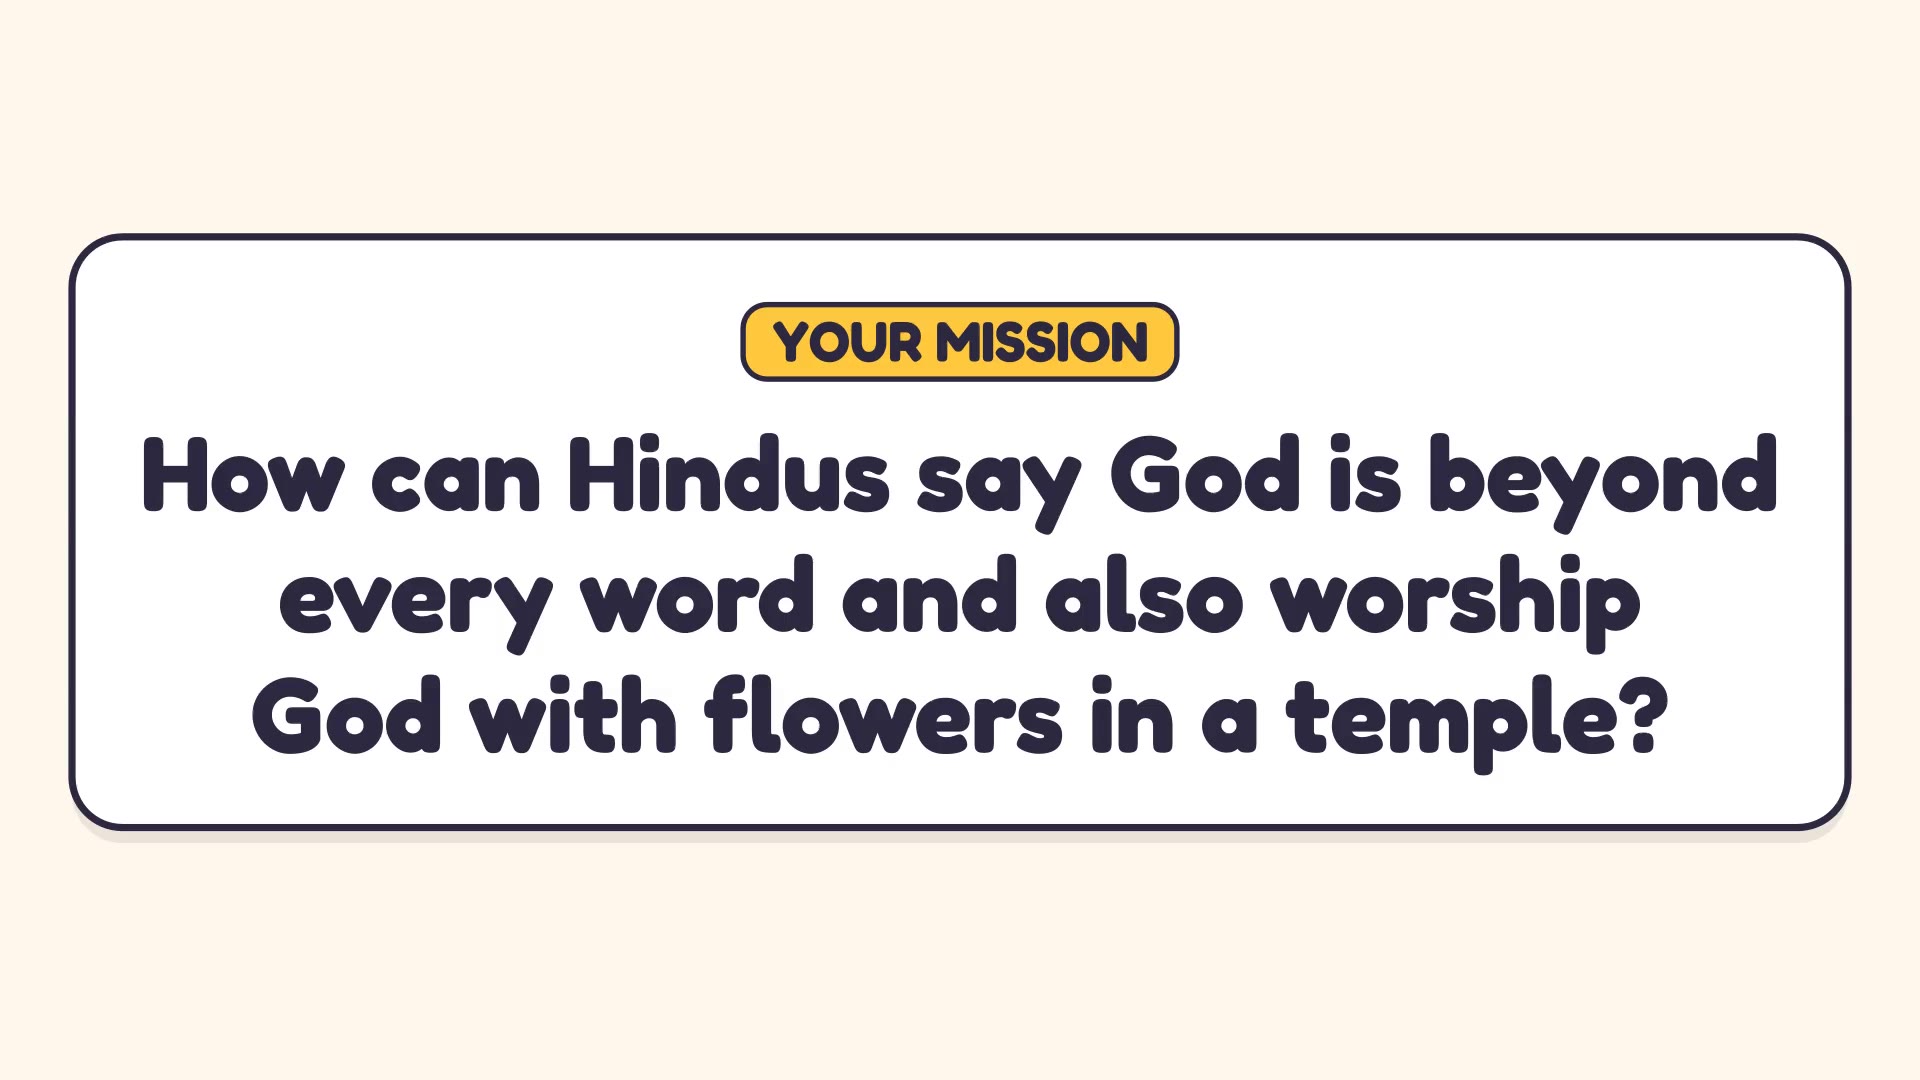 YOUR MISSION
How can Hindus say God is beyond
every word and also worship
God with flowers in a temple?